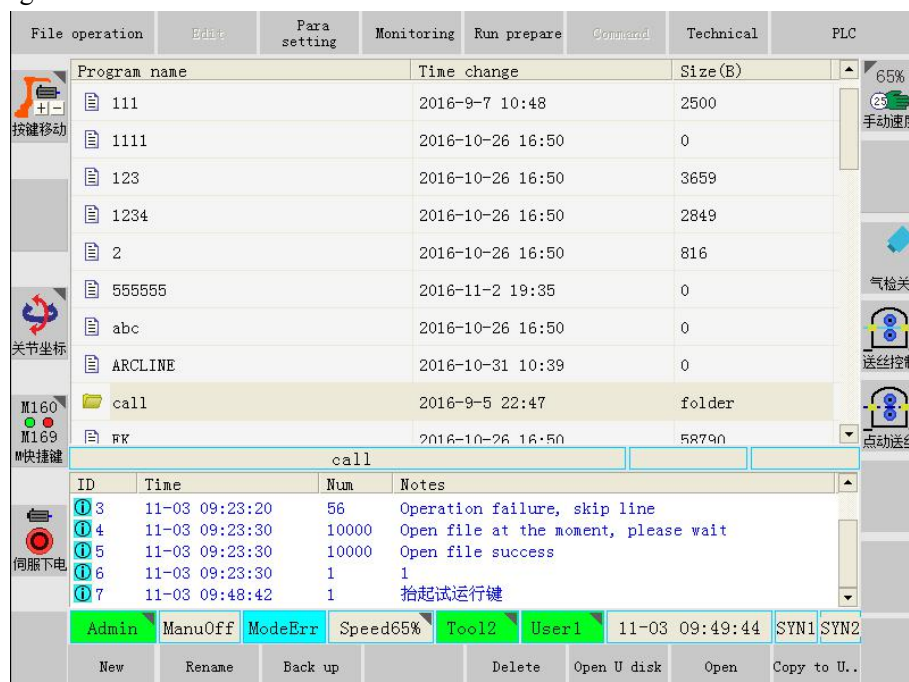 File operation Edit Para setting Monitoring Run prepare Command Technical PLC
Program name Time change Size(B)
111 2016-9-7 10:48 2500
1111 2016-10-26 16:50 0
123 2016-10-26 16:50 3659
1234 2016-10-26 16:50 2849
2 2016-10-26 16:50 816
555555 2016-11-2 19:35 0
abc 2016-10-26 16:50 0
ARCLINE 2016-10-31 10:39 0
call 2016-9-5 22:47 folder
2016-10-26 16:50 58790
call
ID Time Num Notes
3 11-03 09:23:20 56 Operation failure, skip line
4 11-03 09:23:30 10000 Open file at the moment, please wait
5 11-03 09:23:30 10000 Open file success
6 11-03 09:23:30 1 1
7 11-03 09:48:42 1 抬起试运行键
Admin ManuOff ModeErr Speed65% Tool2 User1 11-03 09:49:44 SYN1 SYN2
New Rename Back up Delete Open U disk Open Copy to U..
按键移动
关节坐标
M160
M169
M快捷键
伺服下电
65%
25
手动速度
气检关
送丝控制
点动送丝